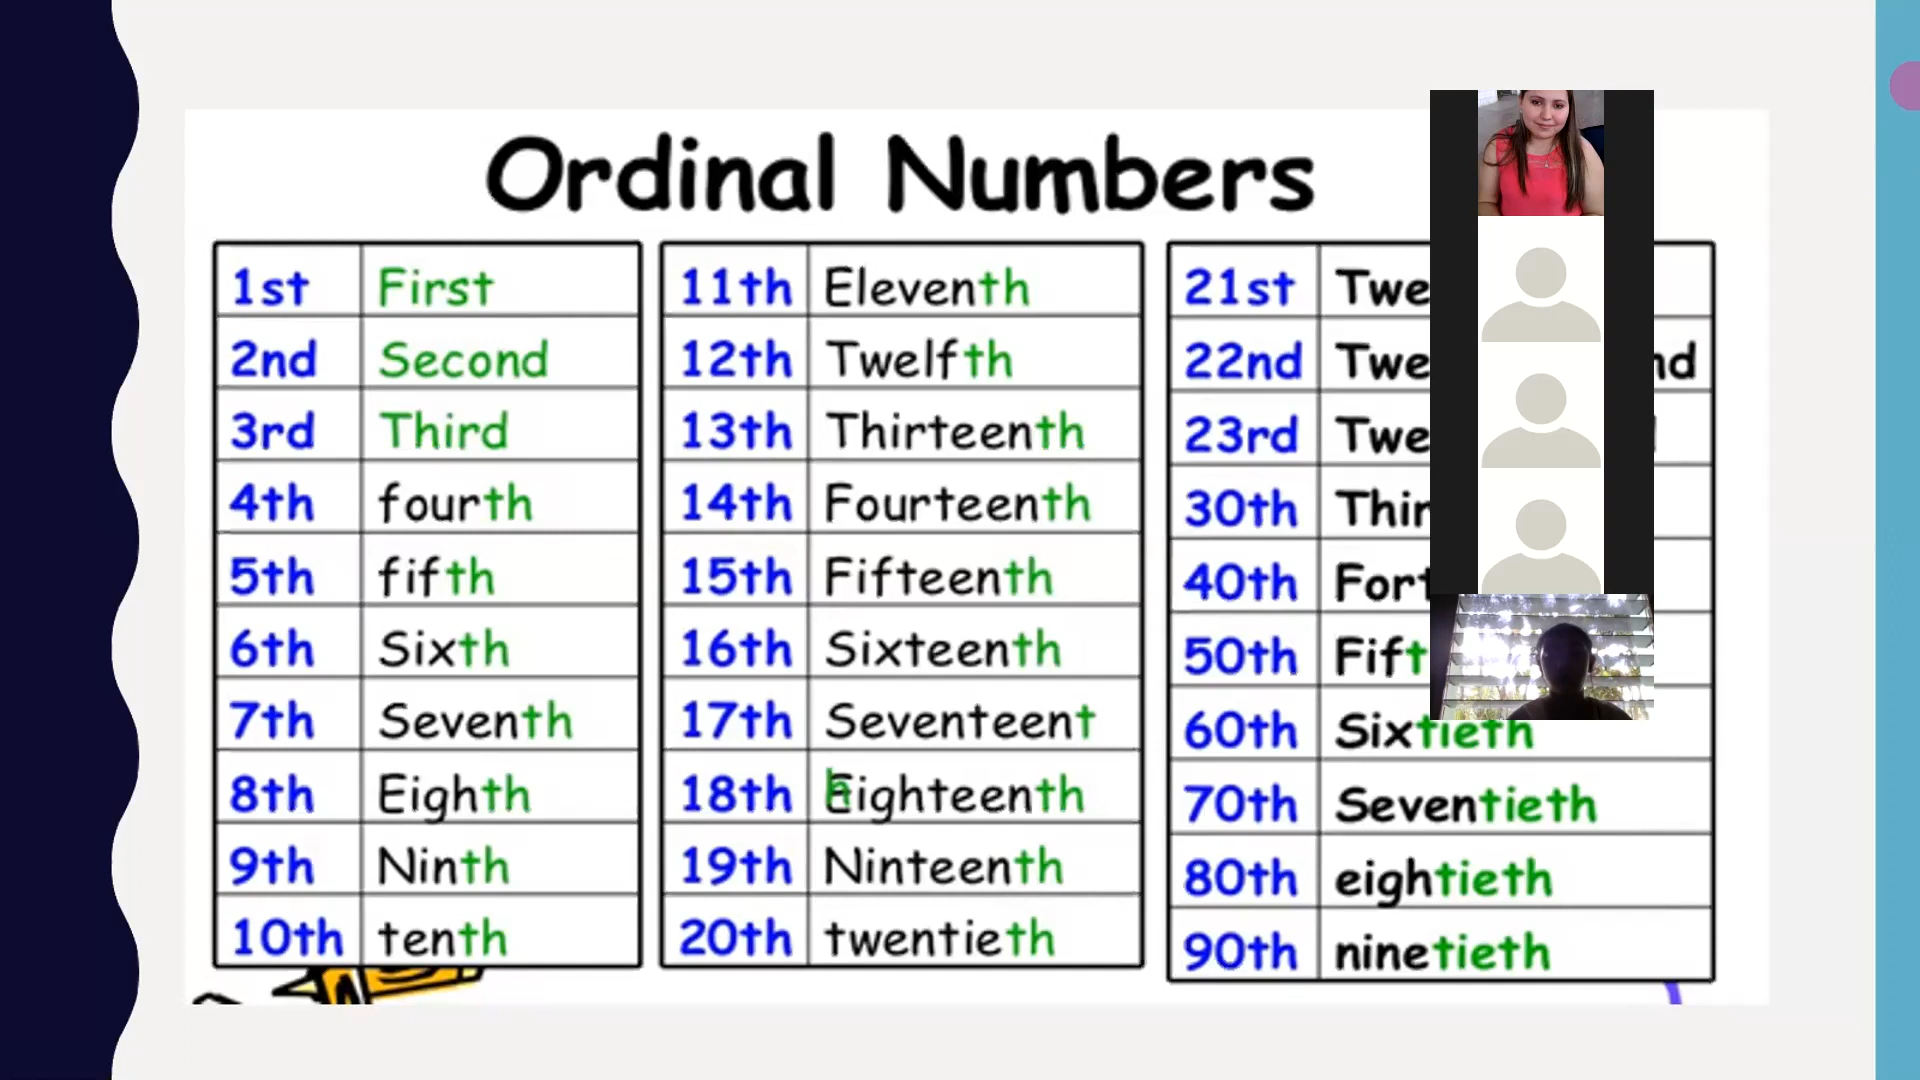 Ordinal Numbers
1st First
2nd Second
3rd Third
4th fourth
5th fifth
6th Sixth
7th Seventh
8th Eighth
9th Ninth
10th tenth
11th Eleventh
12th Twelfth
13th Thirteenth
14th Fourteenth
15th Fifteenth
16th Sixteenth
17th Seventeent
h
18th Eighteenth
19th Ninteenth
20th twentieth
21st
22nd
23rd
30th
40th
50th
60th Sixtieth
70th Seventieth
80th eightieth
90th ninetieth